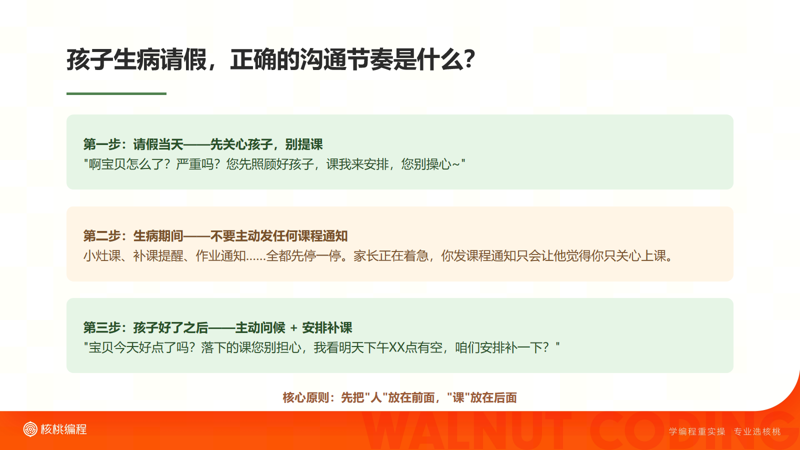 孩子生病请假，正确的沟通节奏是什么？
第一步：请假当天——先关心孩子，别提课
"啊宝贝怎么了？严重吗？您先照顾好孩子，课我来安排，您别操心~"
第二步：生病期间——不要主动发任何课程通知
小灶课、补课提醒、作业通知……全都先停一停。家长正在着急，你发课程通知只会让他觉得你只关心上课。
第三步：孩子好了之后——主动问候 + 安排补课
"宝贝今天好点了吗？落下的课您别担心，我看明天下午XX点有空，咱们安排补一下？"
核心原则：先把"人"放在前面，"课"放在后面
核桃编程
WALNUT CODING
学编程重实操 专业选核桃